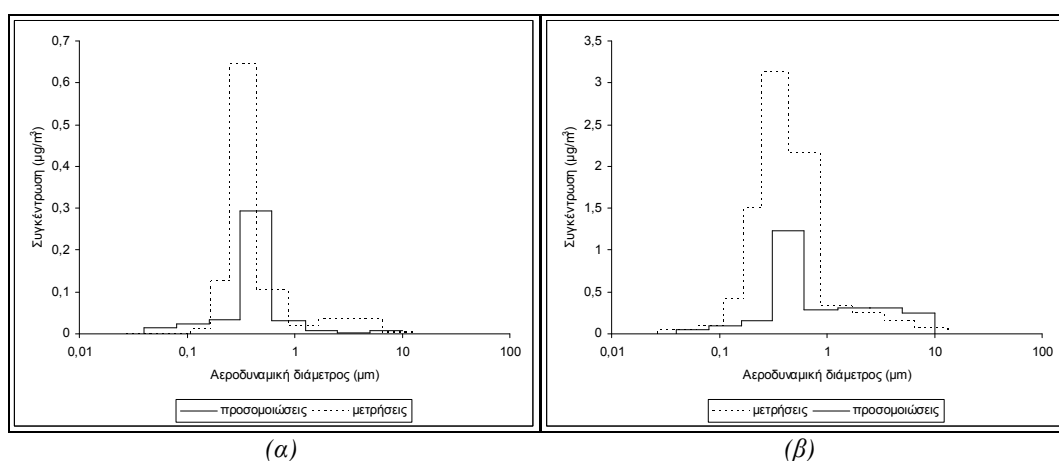 0,7
0,6
0,5
0,4
0,3
0,2
0,1
0
Συγκέντρωση (μg/m³)
0,01 0,1 1 10 100
Αεροδυναμική διάμετρος (μm)
προσομοιώσεις μετρήσεις
3,5
3
2,5
2
1,5
1
0,5
0
Συγκέντρωση (μg/m³)
0,01 0,1 1 10 100
Αεροδυναμική διάμετρος (μm)
μετρήσεις προσομοιώσεις
(α) (β)